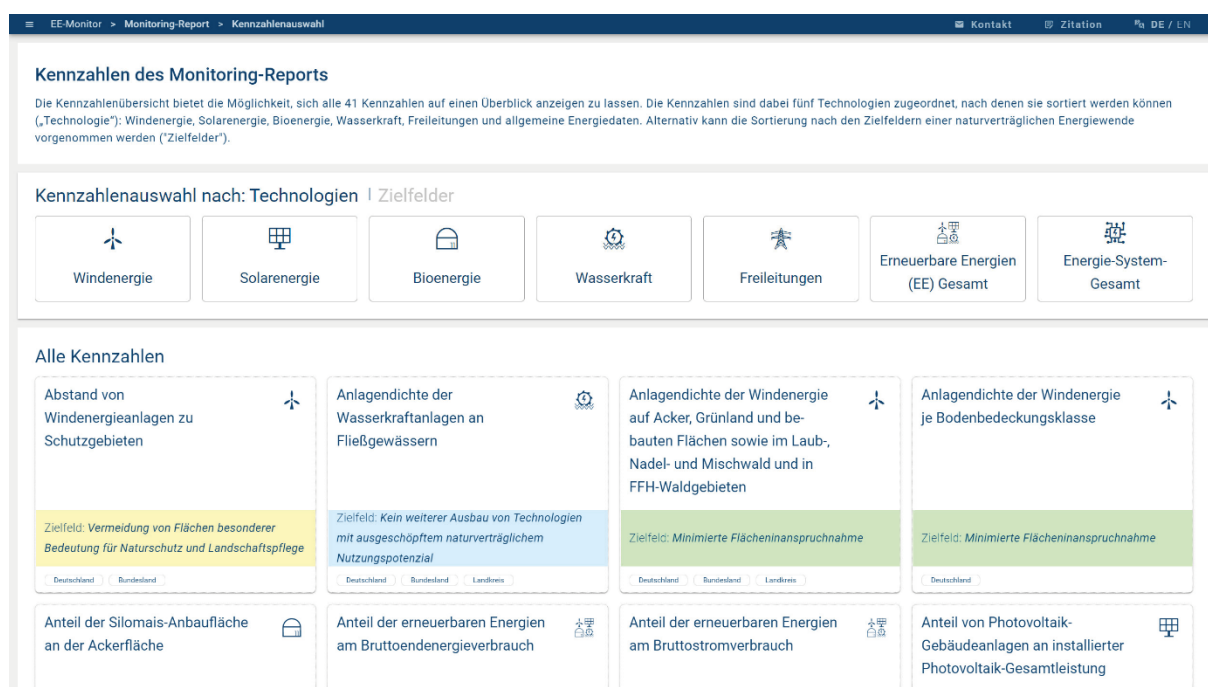 EE-Monitor > Monitoring-Report > Kennzahlenauswahl
Kontakt
Zitation
DE / EN
Kennzahlen des Monitoring-Reports
Die Kennzahlenübersicht bietet die Möglichkeit, sich alle 41 Kennzahlen auf einen Überblick anzeigen zu lassen. Die Kennzahlen sind dabei fünf Technologien zugeordnet, nach denen sie sortiert werden können
(„Technologie"): Windenergie, Solarenergie, Bioenergie, Wasserkraft, Freileitungen und allgemeine Energiedaten. Alternativ kann die Sortierung nach den Zielfeldern einer naturverträglichen Energiewende
vorgenommen werden ("Zielfelder").
Kennzahlenauswahl nach: Technologien | Zielfelder
Windenergie
Solarenergie
Bioenergie
Wasserkraft
Freileitungen
Erneuerbare Energien
(EE) Gesamt
Energie-System-
Gesamt
Alle Kennzahlen
Abstand von
Windenergieanlagen zu
Schutzgebieten
Zielfeld: Vermeidung von Flächen besonderer
Bedeutung für Naturschutz und Landschaftspflege
Deutschland
Bundesland
Anlagendichte der
Wasserkraftanlagen an
Fließgewässern
Zielfeld: Kein weiterer Ausbau von Technologien
mit ausgeschöpftem naturverträglichem
Nutzungspotenzial
Deutschland
Bundesland
Landkreis
Anlagendichte der Windenergie
auf Acker, Grünland und be-
bauten Flächen sowie im Laub-,
Nadel- und Mischwald und in
FFH-Waldgebieten
Zielfeld: Minimierte Flächeninanspruchnahme
Deutschland
Bundesland
Landkreis
Anlagendichte der Windenergie
je Bodenbedeckungsklasse
Zielfeld: Minimierte Flächeninanspruchnahme
Deutschland
Anteil der Silomais-Anbaufläche
an der Ackerfläche
Anteil der erneuerbaren Energien
am Bruttoendenergieverbrauch
Anteil der erneuerbaren Energien
am Bruttostromverbrauch
Anteil von Photovoltaik-
Gebäudeanlagen an installierter
Photovoltaik-Gesamtleistung